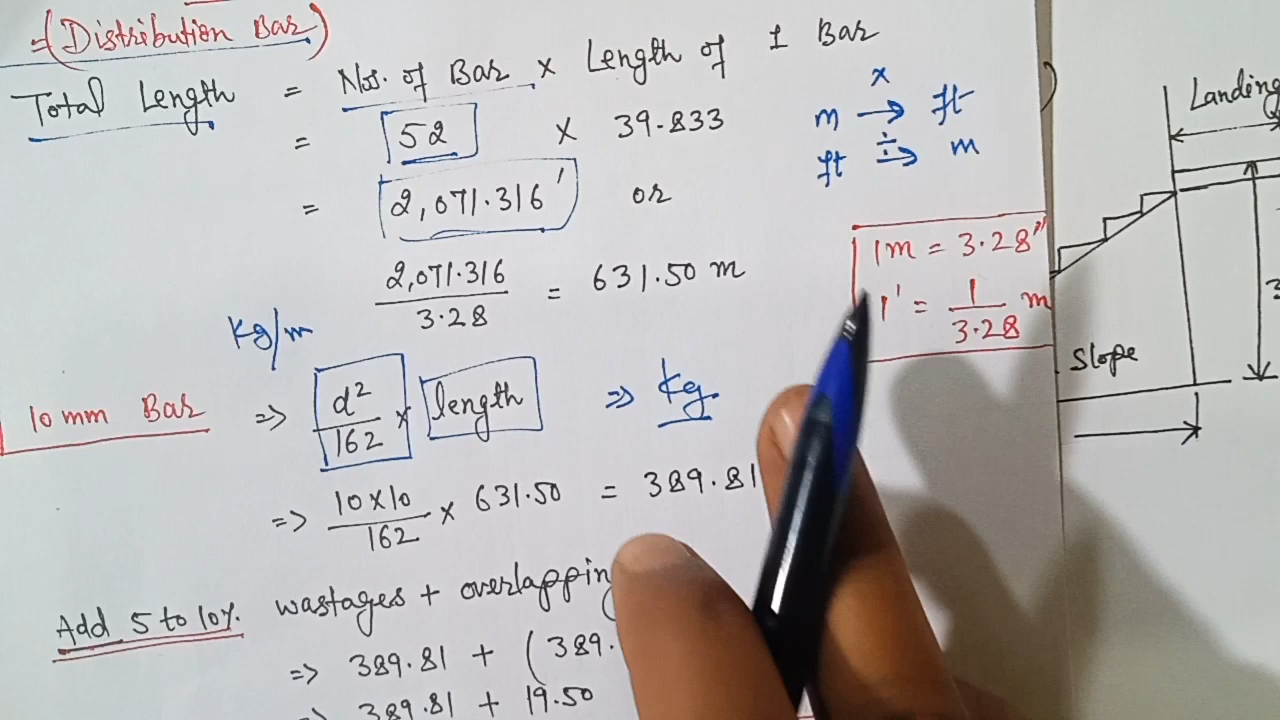 =(Distribution Bar)
Total Length = Nos. of Bar x Length of 1 Bar
= 52 x 39.833
= 2,071.316' or
2,071.316 / 3.28 = 631.50 m
x
m → ft
÷
ft → m
1m = 3.28"
1' = 1/3.28 m
Kg/m
10 mm Bar => d²/162 x length => Kg.
=> 10x10/162 x 631.50 = 389.81
Add 5 to 10%. wastages + overlapping
=> 389.81 + (389.
=> 389.81 + 19.50
Landing
Slope